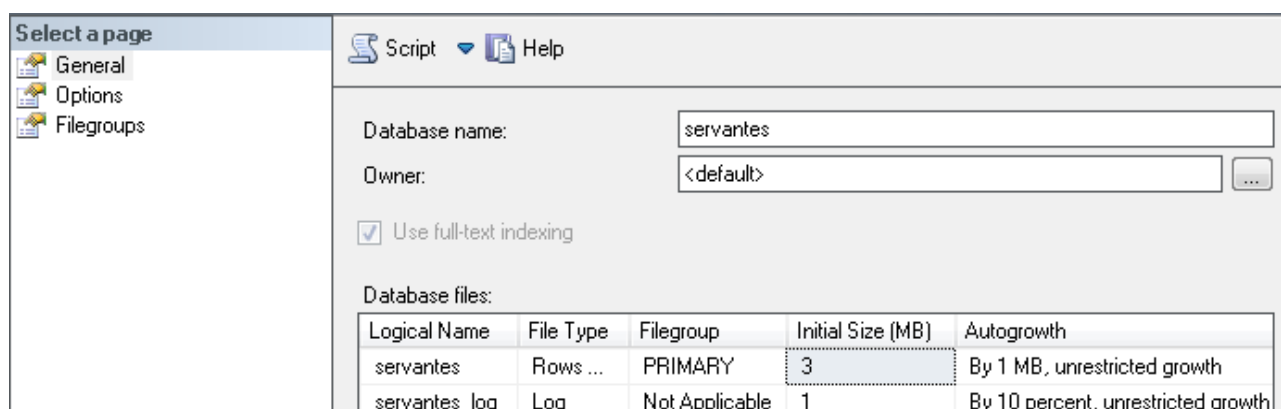 Select a page
General
Options
Filegroups
Script Help
Database name: servantes
Owner: <default> ...
Use full-text indexing
Database files:
Logical Name File Type Filegroup Initial Size (MB) Autogrowth
servantes Rows ... PRIMARY 3 By 1 MB, unrestricted growth
servantes_log Log Not Applicable 1 By 10 percent, unrestricted growth